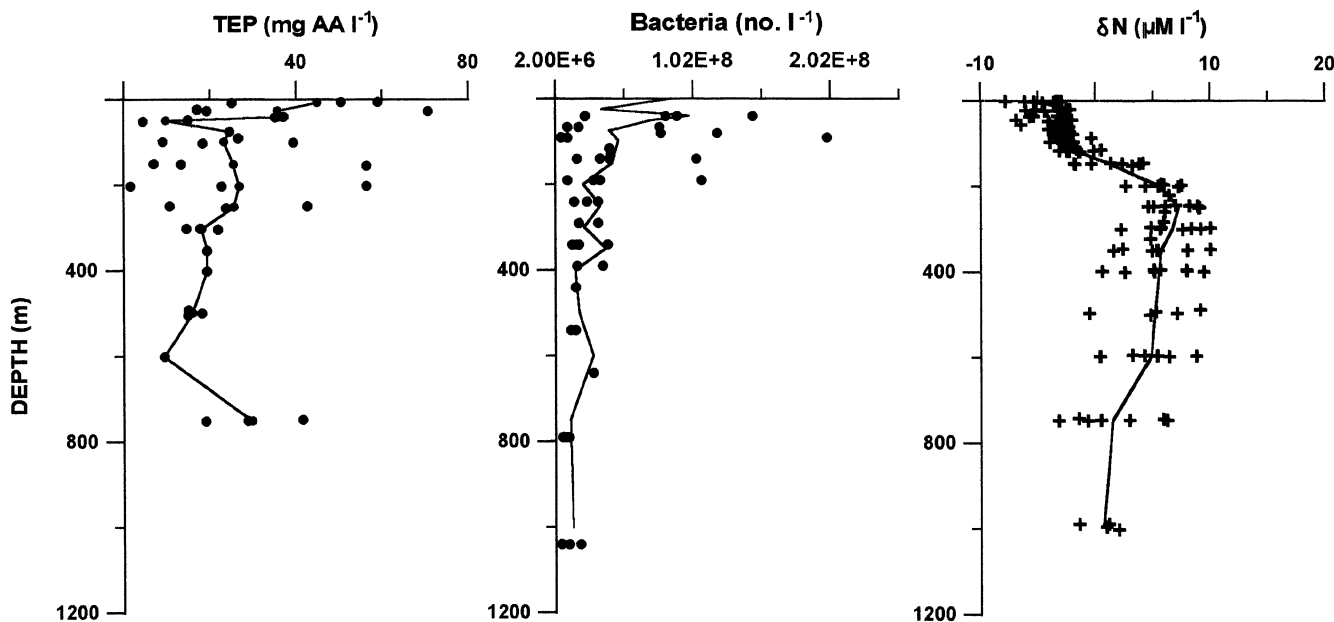 TEP (mg AA l⁻¹)
Bacteria (no. l⁻¹)
δN (µM l⁻¹)
40 80
2.00E+6 1.02E+8 2.02E+8
-10 10 20
DEPTH (m)
400
800
1200
400
800
1200
400
800
1200